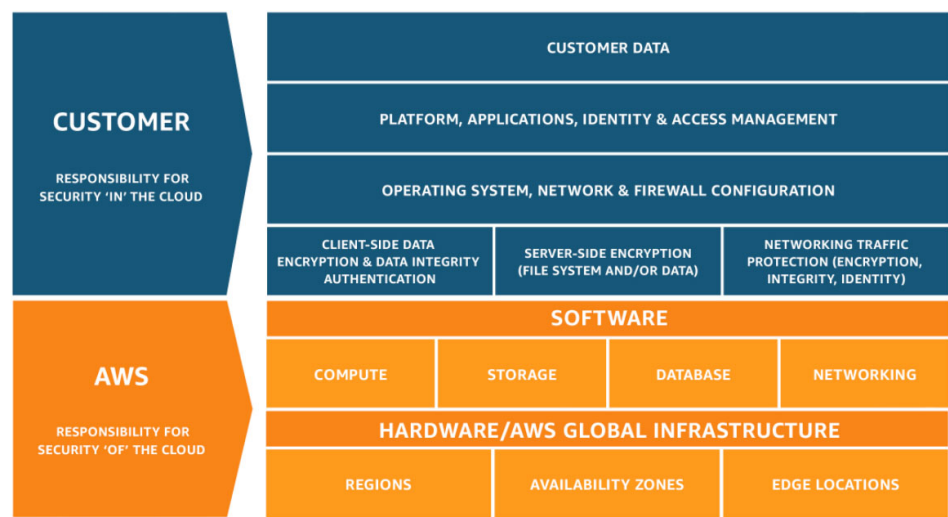 CUSTOMER
RESPONSIBILITY FOR
SECURITY ‘IN’ THE CLOUD
CUSTOMER DATA
PLATFORM, APPLICATIONS, IDENTITY & ACCESS MANAGEMENT
OPERATING SYSTEM, NETWORK & FIREWALL CONFIGURATION
CLIENT-SIDE DATA
ENCRYPTION & DATA INTEGRITY
AUTHENTICATION
SERVER-SIDE ENCRYPTION
(FILE SYSTEM AND/OR DATA)
NETWORKING TRAFFIC
PROTECTION (ENCRYPTION,
INTEGRITY, IDENTITY)
AWS
RESPONSIBILITY FOR
SECURITY ‘OF’ THE CLOUD
SOFTWARE
COMPUTE
STORAGE
DATABASE
NETWORKING
HARDWARE/AWS GLOBAL INFRASTRUCTURE
REGIONS
AVAILABILITY ZONES
EDGE LOCATIONS